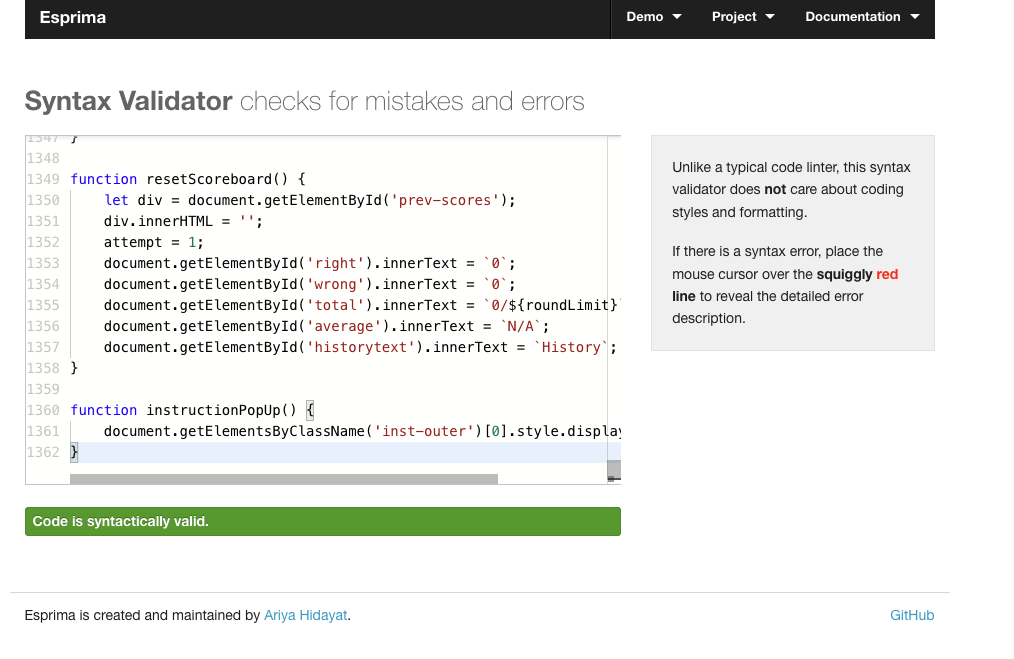 Esprima
Demo
Project
Documentation
Syntax Validator checks for mistakes and errors
1347 }
1348
1349 function resetScoreboard() {
1350 let div = document.getElementById('prev-scores');
1351 div.innerHTML = '';
1352 attempt = 1;
1353 document.getElementById('right').innerText = `0`;
1354 document.getElementById('wrong').innerText = `0`;
1355 document.getElementById('total').innerText = `0/${roundLimit}`
1356 document.getElementById('average').innerText = `N/A`;
1357 document.getElementById('historytext').innerText = `History`;
1358 }
1359
1360 function instructionPopUp() {
1361 document.getElementsByClassName('inst-outer')[0].style.display
1362 }
Unlike a typical code linter, this syntax
validator does not care about coding
styles and formatting.
If there is a syntax error, place the
mouse cursor over the squiggly red
line to reveal the detailed error
description.
Code is syntactically valid.
Esprima is created and maintained by Ariya Hidayat.
GitHub